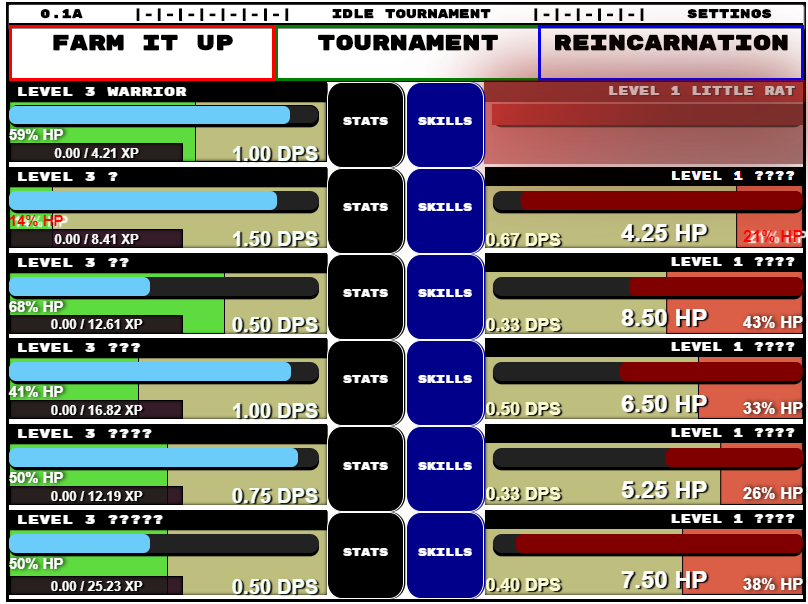 0.1A |-|-|-|-|-|-| IDLE TOURNAMENT |-|-|-|-| SETTINGS
FARM IT UP TOURNAMENT REINCARNATION
LEVEL 3 WARRIOR STATS SKILLS LEVEL 1 LITTLE RAT
59% HP
0.00 / 4.21 XP 1.00 DPS
LEVEL 3 ? STATS SKILLS LEVEL 1 ????
14% HP
0.00 / 8.41 XP 1.50 DPS 0.67 DPS 4.25 HP 21% HP
LEVEL 3 ?? STATS SKILLS LEVEL 1 ????
68% HP
0.00 / 12.61 XP 0.50 DPS 0.33 DPS 8.50 HP 43% HP
LEVEL 3 ??? STATS SKILLS LEVEL 1 ????
41% HP
0.00 / 16.82 XP 1.00 DPS 0.50 DPS 6.50 HP 33% HP
LEVEL 3 ???? STATS SKILLS LEVEL 1 ????
50% HP
0.00 / 12.19 XP 0.75 DPS 0.33 DPS 5.25 HP 26% HP
LEVEL 3 ????? STATS SKILLS LEVEL 1 ????
50% HP
0.00 / 25.23 XP 0.50 DPS 0.40 DPS 7.50 HP 38% HP